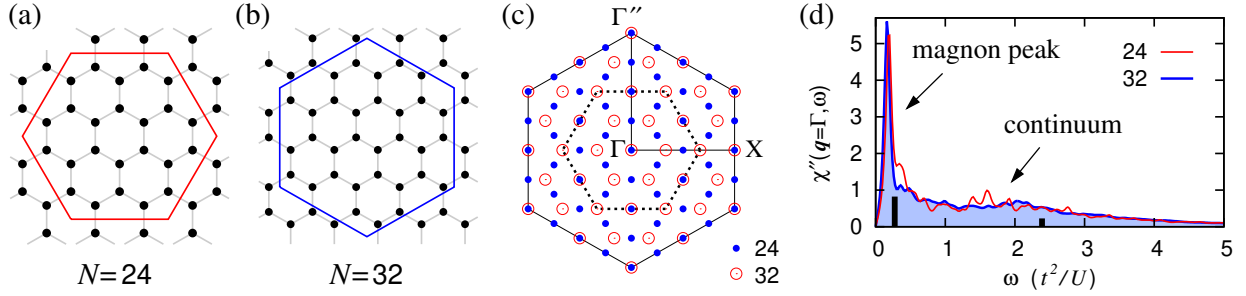 (a)
N=24
(b)
N=32
(c)
Γ″
Γ
X
24
32
(d)
χ″(q=Γ,ω)
5
4
3
2
1
0
magnon peak
continuum
24
32
0 1 2 3 4 5
ω (t²/U)